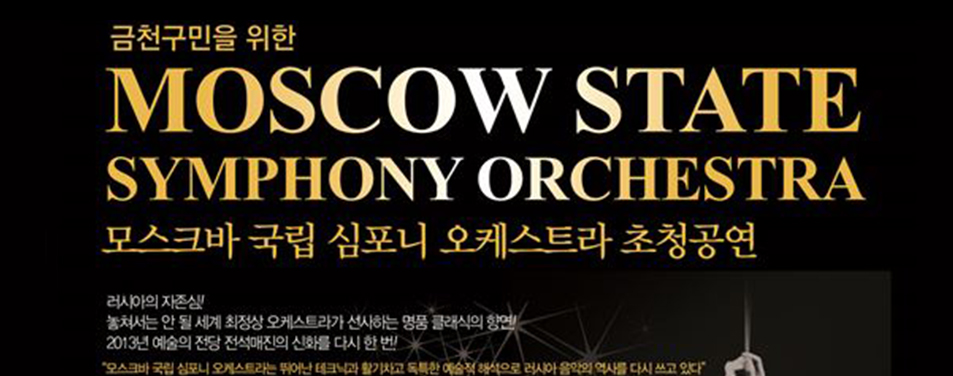 금천구민을 위한
MOSCOW STATE
SYMPHONY ORCHESTRA
모스크바 국립 심포니 오케스트라 초청공연
러시아의 자존심!
놓쳐서는 안 될 세계 최정상 오케스트라가 선사하는 명품 클래식의 향연!
2013년 예술의 전당 전석매진의 신화를 다시 한 번!
"모스크바 국립 심포니 오케스트라는 뛰어난 테크닉과 활기차고 독특한 예술적 해석으로 러시아 음악의 역사를 다시 쓰고 있다"